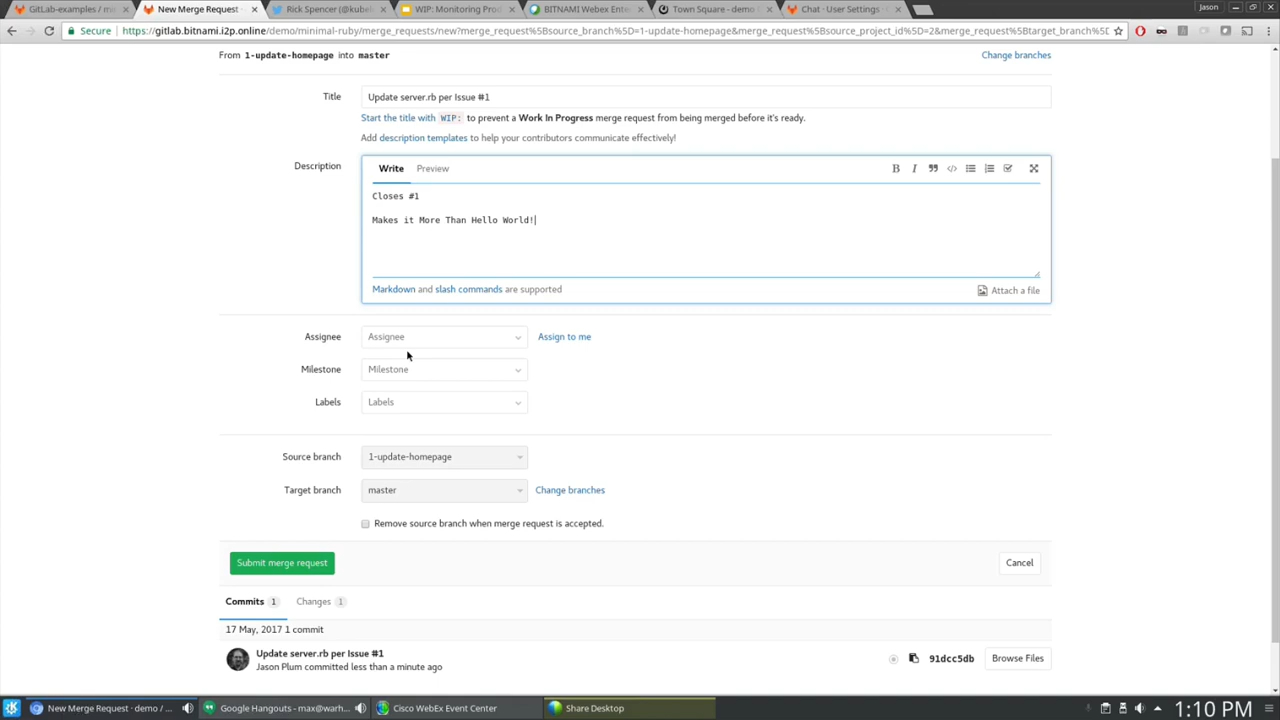 GitLab-examples / ma
New Merge Request ·
Rick Spencer (@kubel
WIP: Monitoring Proc
BITNAMI Webex Enter
Town Square - demo
Chat · User Settings
Jason
Secure https://gitlab.bitnami.i2p.online/demo/minimal-ruby/merge_requests/new?merge_request%5Bsource_branch%5D=1-update-homepage&merge_request%5Bsource_project_id%5D=2&merge_request%5Btarget_branch%5D
From 1-update-homepage into master
Change branches
Title
Update server.rb per Issue #1
Start the title with WIP: to prevent a Work In Progress merge request from being merged before it's ready.
Add description templates to help your contributors communicate effectively!
Description
Write
Preview
Closes #1
Makes it More Than Hello World!
Markdown and slash commands are supported
Attach a file
Assignee
Assignee
Assign to me
Milestone
Milestone
Labels
Labels
Source branch
1-update-homepage
Target branch
master
Change branches
Remove source branch when merge request is accepted.
Submit merge request
Cancel
Commits 1
Changes 1
17 May, 2017 1 commit
Update server.rb per Issue #1
Jason Plum committed less than a minute ago
91dcc5db
Browse Files
New Merge Request · demo / ...
Google Hangouts - max@warh...
Cisco WebEx Event Center
Share Desktop
1:10 PM